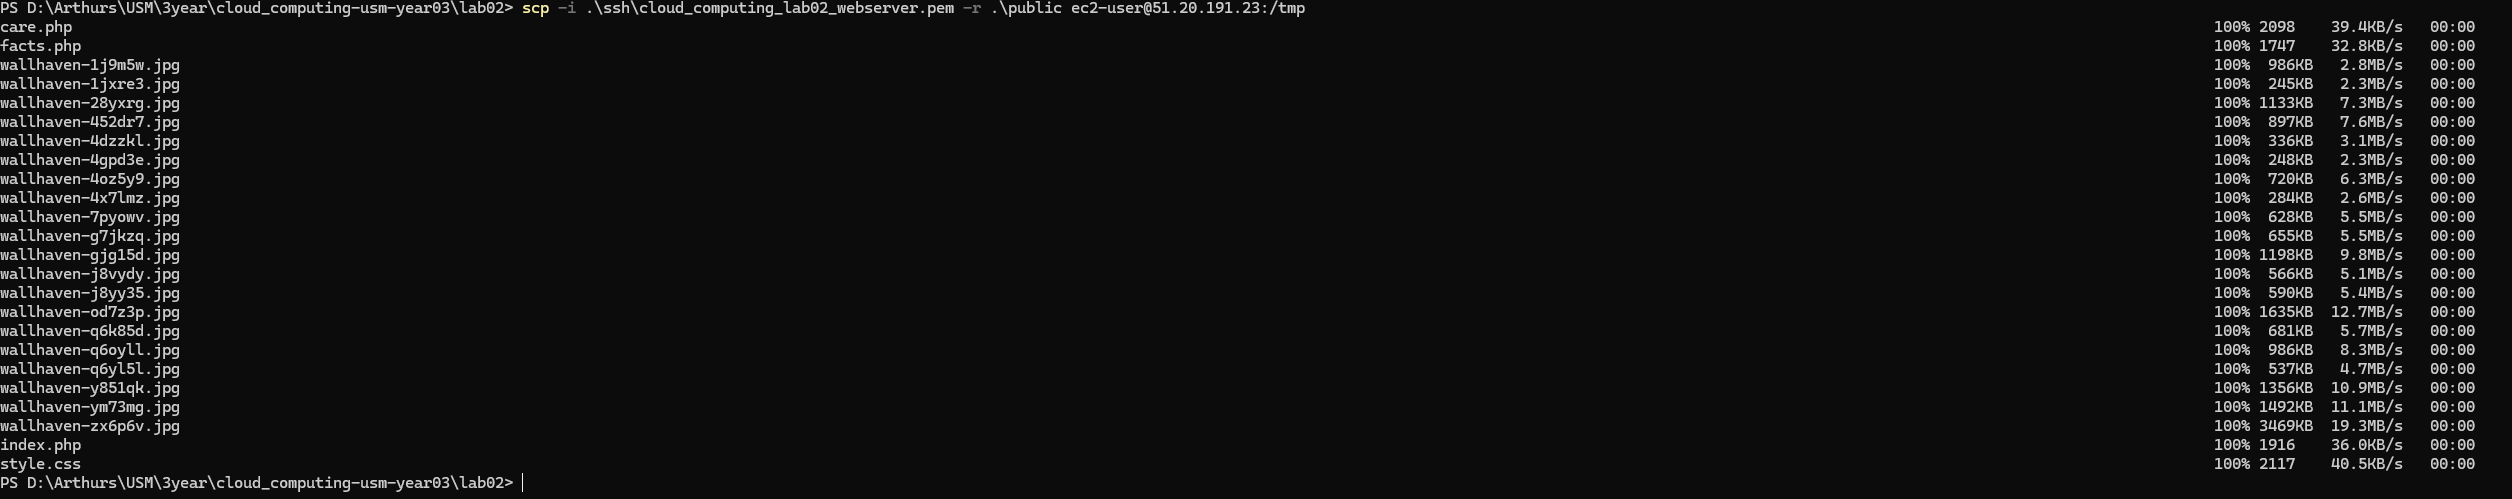 PS D:\Arthurs\USM\3year\cloud_computing-usm-year03\lab02> scp -i .\ssh\cloud_computing_lab02_webserver.pem -r .\public ec2-user@51.20.191.23:/tmp
care.php 100% 2098 39.4KB/s 00:00
facts.php 100% 1747 32.8KB/s 00:00
wallhaven-1j9m5w.jpg 100% 986KB 2.8MB/s 00:00
wallhaven-1jxre3.jpg 100% 245KB 2.3MB/s 00:00
wallhaven-28yxrg.jpg 100% 1133KB 7.3MB/s 00:00
wallhaven-452dr7.jpg 100% 897KB 7.6MB/s 00:00
wallhaven-4dzzkl.jpg 100% 336KB 3.1MB/s 00:00
wallhaven-4gpd3e.jpg 100% 248KB 2.3MB/s 00:00
wallhaven-4oz5y9.jpg 100% 720KB 6.3MB/s 00:00
wallhaven-4x7lmz.jpg 100% 284KB 2.6MB/s 00:00
wallhaven-7pyowv.jpg 100% 628KB 5.5MB/s 00:00
wallhaven-g7jkzq.jpg 100% 655KB 5.5MB/s 00:00
wallhaven-gjg15d.jpg 100% 1198KB 9.8MB/s 00:00
wallhaven-j8vydy.jpg 100% 566KB 5.1MB/s 00:00
wallhaven-j8yy35.jpg 100% 590KB 5.4MB/s 00:00
wallhaven-od7z3p.jpg 100% 1635KB 12.7MB/s 00:00
wallhaven-q6k85d.jpg 100% 681KB 5.7MB/s 00:00
wallhaven-q6oyll.jpg 100% 986KB 8.3MB/s 00:00
wallhaven-q6yl5l.jpg 100% 537KB 4.7MB/s 00:00
wallhaven-y851qk.jpg 100% 1356KB 10.9MB/s 00:00
wallhaven-ym73mg.jpg 100% 1492KB 11.1MB/s 00:00
wallhaven-zx6p6v.jpg 100% 3469KB 19.3MB/s 00:00
index.php 100% 1916 36.0KB/s 00:00
style.css 100% 2117 40.5KB/s 00:00
PS D:\Arthurs\USM\3year\cloud_computing-usm-year03\lab02>